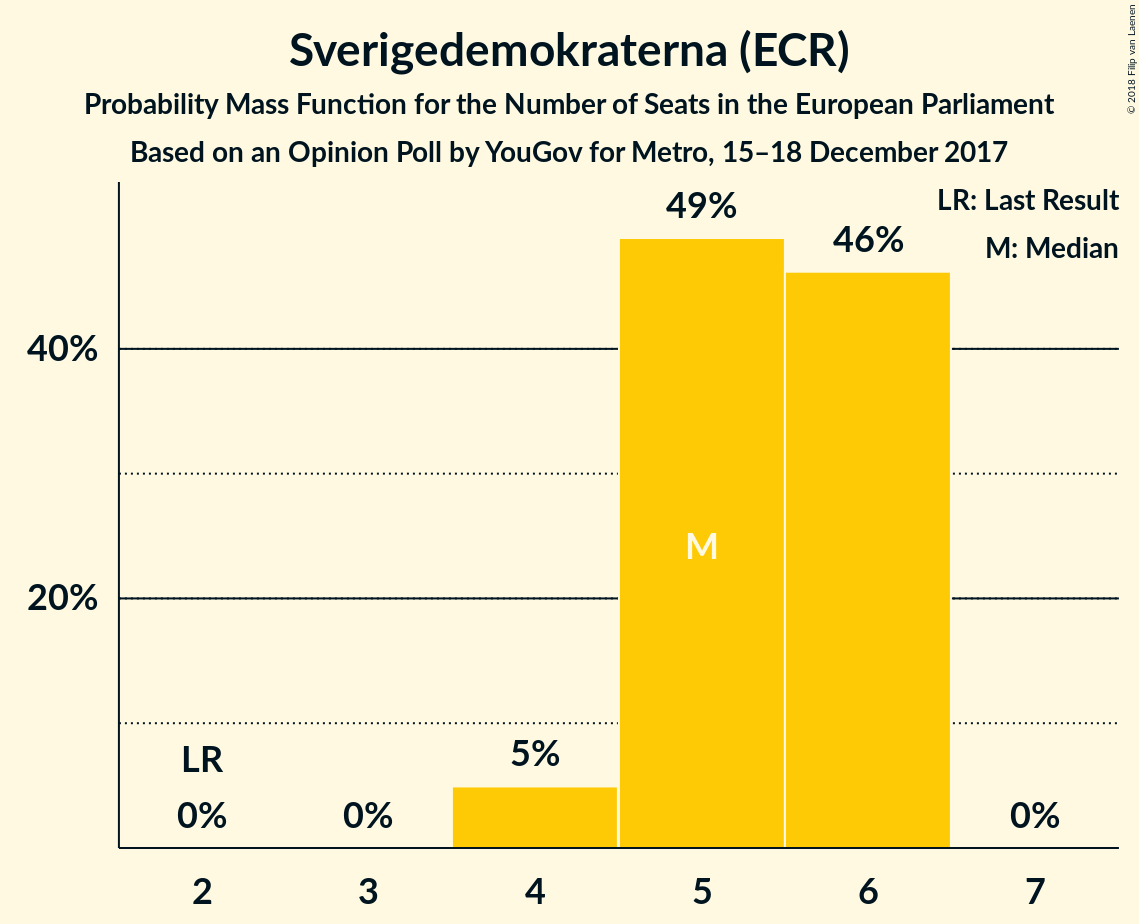 Sverigedemokraterna (ECR)
Probability Mass Function for the Number of Seats in the European Parliament
Based on an Opinion Poll by YouGov for Metro, 15–18 December 2017
© 2018 Filip van Laenen
LR: Last Result
M: Median
49%
46%
40%
M
20%
LR
5%
0%
0%
0%
2
3
4
5
6
7